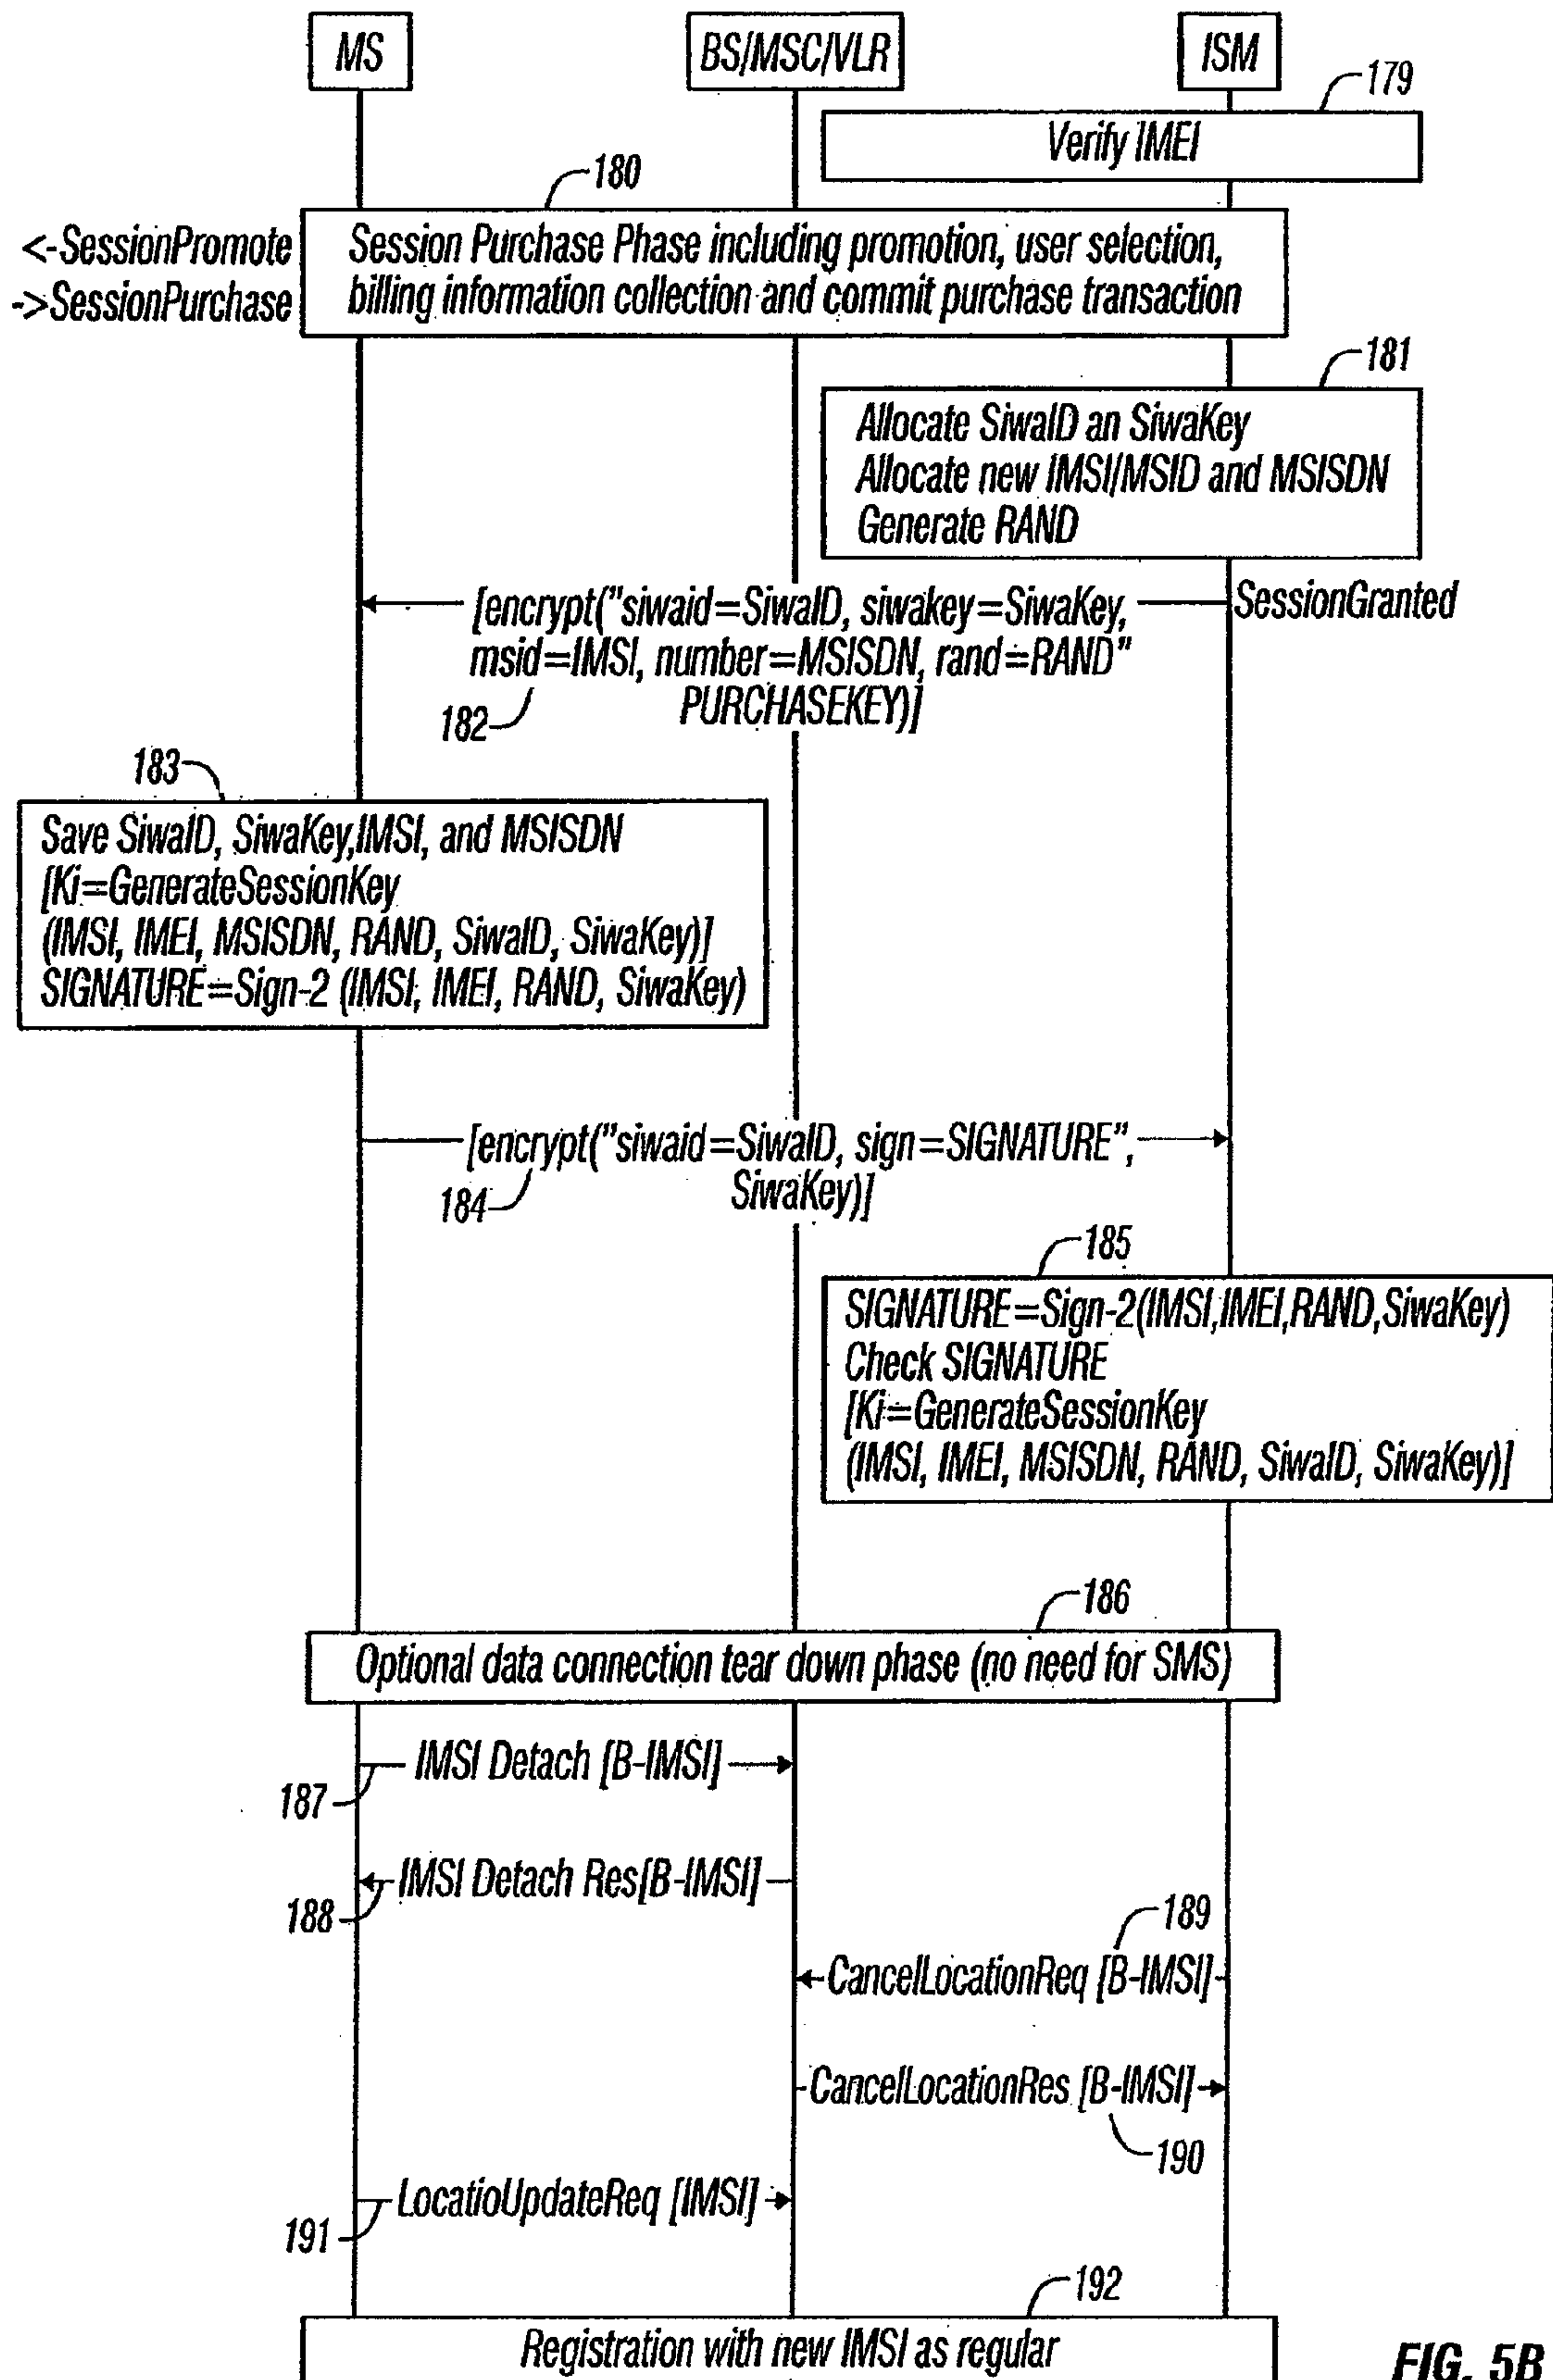 MS
BS/MSC/VLR
ISM
179
Verify IMEI
180
<-SessionPromote
->SessionPurchase
Session Purchase Phase including promotion, user selection,
billing information collection and commit purchase transaction
181
Allocate SiwaID an SiwaKey
Allocate new IMSI/MSID and MSISDN
Generate RAND
[encrypt("siwaid=SiwaID, siwakey=SiwaKey,
msid=IMSI, number=MSISDN, rand=RAND"
PURCHASEKEY)]
SessionGranted
182
183
Save SiwaID, SiwaKey,IMSI, and MSISDN
[Ki=GenerateSessionKey
(IMSI, IMEI, MSISDN, RAND, SiwaID, SiwaKey)]
SIGNATURE=Sign-2 (IMSI, IMEI, RAND, SiwaKey)
[encrypt("siwaid=SiwaID, sign=SIGNATURE",
SiwaKey)]
184
185
SIGNATURE=Sign-2(IMSI,IMEI,RAND,SiwaKey)
Check SIGNATURE
[Ki=GenerateSessionKey
(IMSI, IMEI, MSISDN, RAND, SiwaID, SiwaKey)]
186
Optional data connection tear down phase (no need for SMS)
IMSI Detach [B-IMSI]
187
IMSI Detach Res[B-IMSI]
188
189
CancelLocationReq [B-IMSI]
CancelLocationRes [B-IMSI]
190
LocatioUpdateReq [IMSI]
191
192
Registration with new IMSI as regular
FIG. 5B